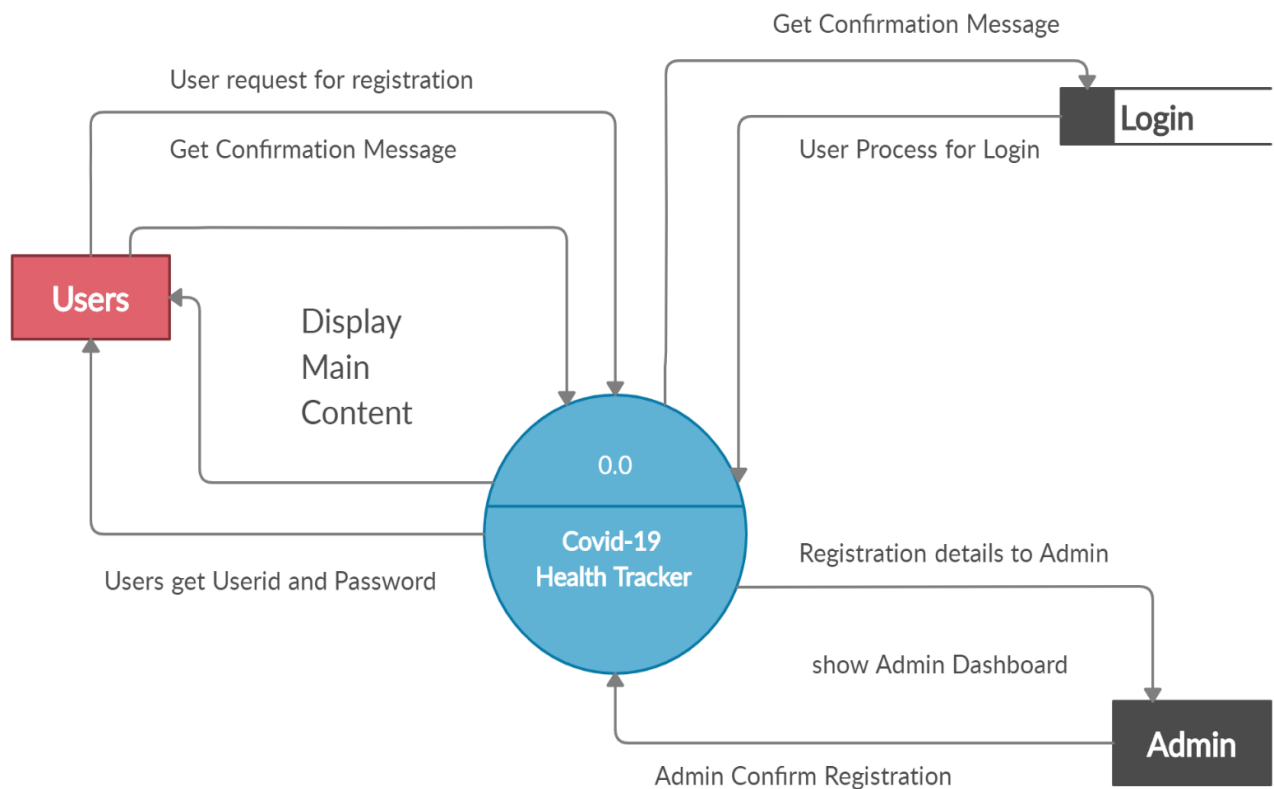 Get Confirmation Message
User request for registration
Login
Get Confirmation Message
User Process for Login
Users
Display
Main
Content
0.0
Covid-19
Health Tracker
Registration details to Admin
Users get Userid and Password
show Admin Dashboard
Admin
Admin Confirm Registration